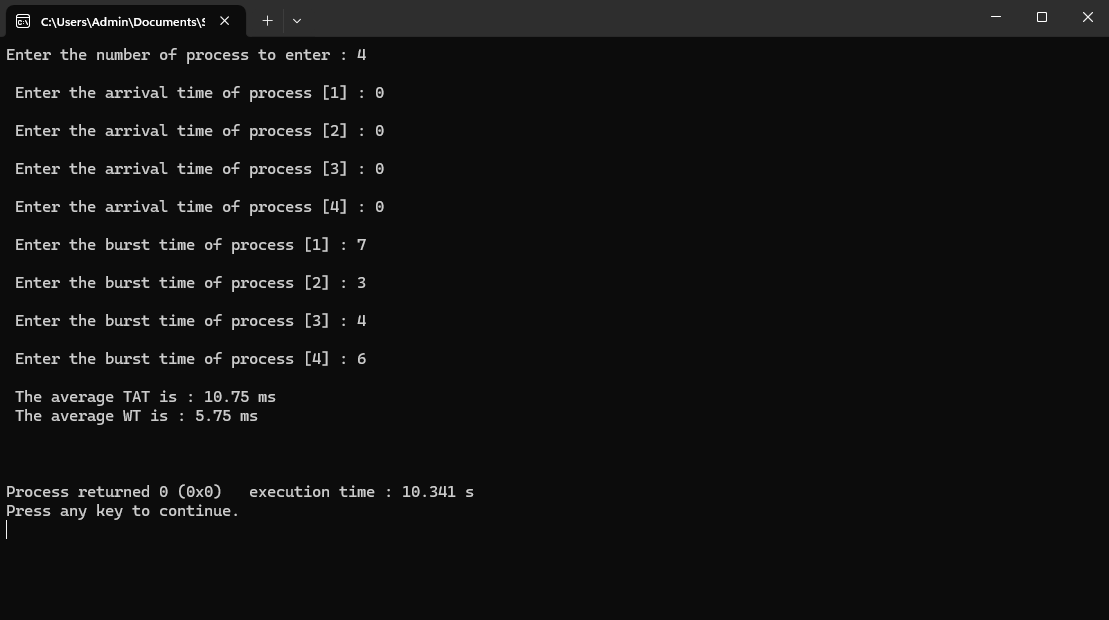 C:\Users\Admin\Documents\S
Enter the number of process to enter : 4
Enter the arrival time of process [1] : 0
Enter the arrival time of process [2] : 0
Enter the arrival time of process [3] : 0
Enter the arrival time of process [4] : 0
Enter the burst time of process [1] : 7
Enter the burst time of process [2] : 3
Enter the burst time of process [3] : 4
Enter the burst time of process [4] : 6
The average TAT is : 10.75 ms
The average WT is : 5.75 ms
Process returned 0 (0x0)   execution time : 10.341 s
Press any key to continue.